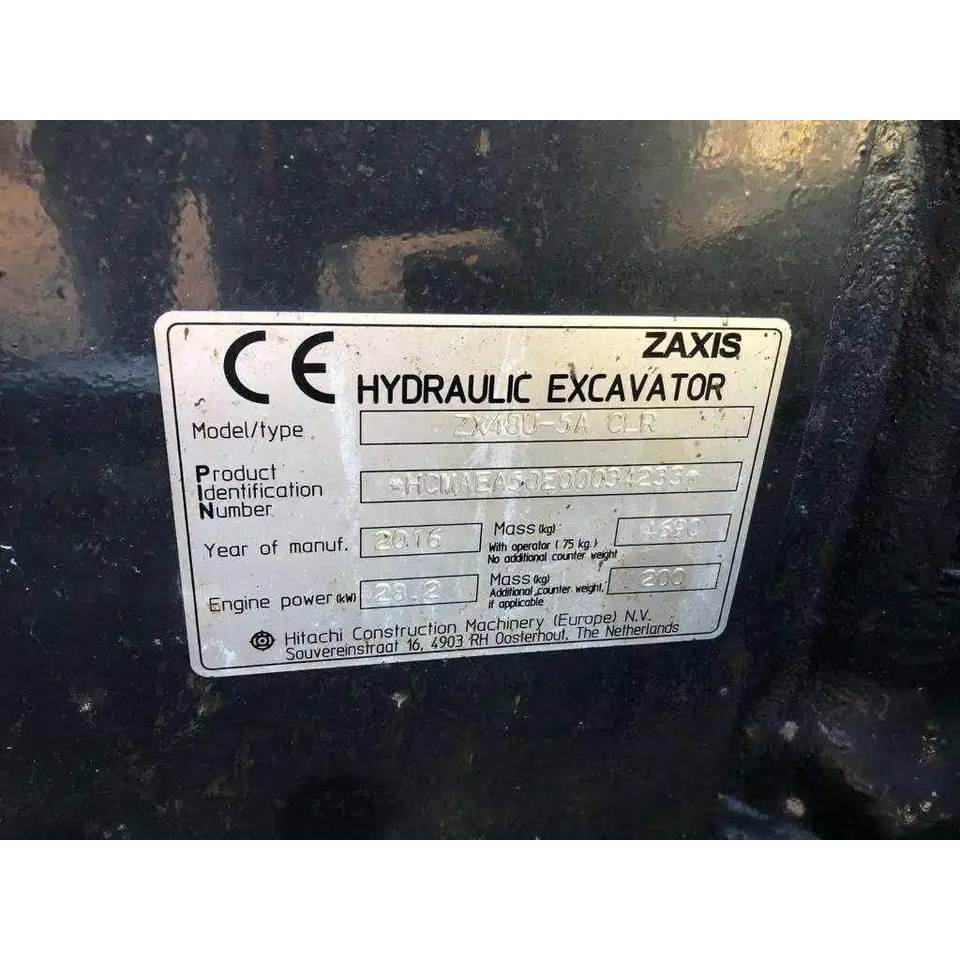 CE
ZAXIS
HYDRAULIC EXCAVATOR
Model/type ZX48U-5A CLR
Product
Identification
Number *HCMAEA50E00034233*
Year of manuf. 2016 Mass (kg) 4690
With operator (75 kg.)
No additional counter weight
Engine power (kW) 28.2 Mass (kg) 200
Additional counter weight,
if applicable
Hitachi Construction Machinery (Europe) N.V.
Souvereinstraat 16, 4903 RH Oosterhout, The Netherlands